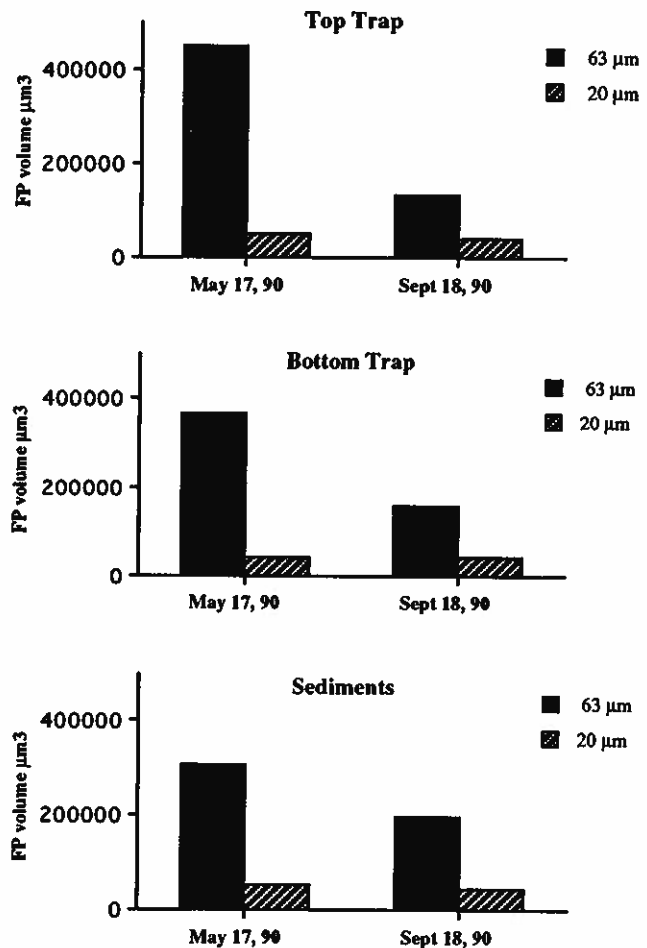 Top Trap
63 µm
20 µm
FP volume µm3
400000
200000
0
May 17, 90
Sept 18, 90
Bottom Trap
63 µm
20 µm
FP volume µm3
400000
200000
0
May 17, 90
Sept 18, 90
Sediments
63 µm
20 µm
FP volume µm3
400000
200000
0
May 17, 90
Sept 18, 90